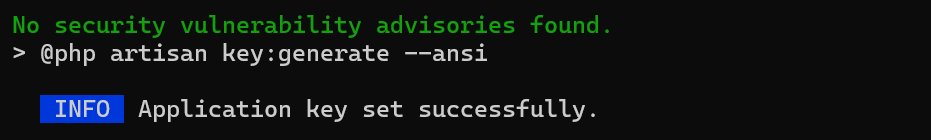 No security vulnerability advisories found.
> @php artisan key:generate --ansi
INFO Application key set successfully.